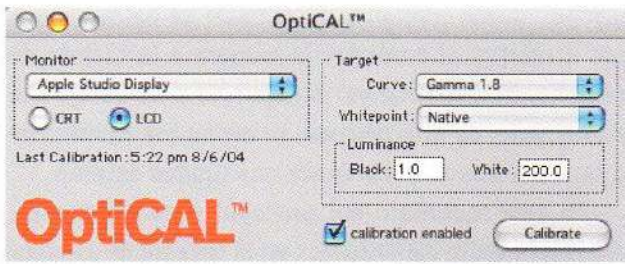 OptiCAL™
Monitor
Apple Studio Display
CRT LCD
Last Calibration:5:22 pm 8/6/04
OptiCAL™
Target
Curve: Gamma 1.8
Whitepoint: Native
Luminance
Black: 1.0 White: 200.0
calibration enabled Calibrate